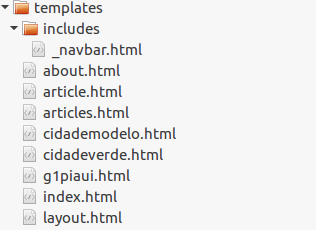 templates
includes
_navbar.html
about.html
article.html
articles.html
cidademodelo.html
cidadeverde.html
g1piaui.html
index.html
layout.html